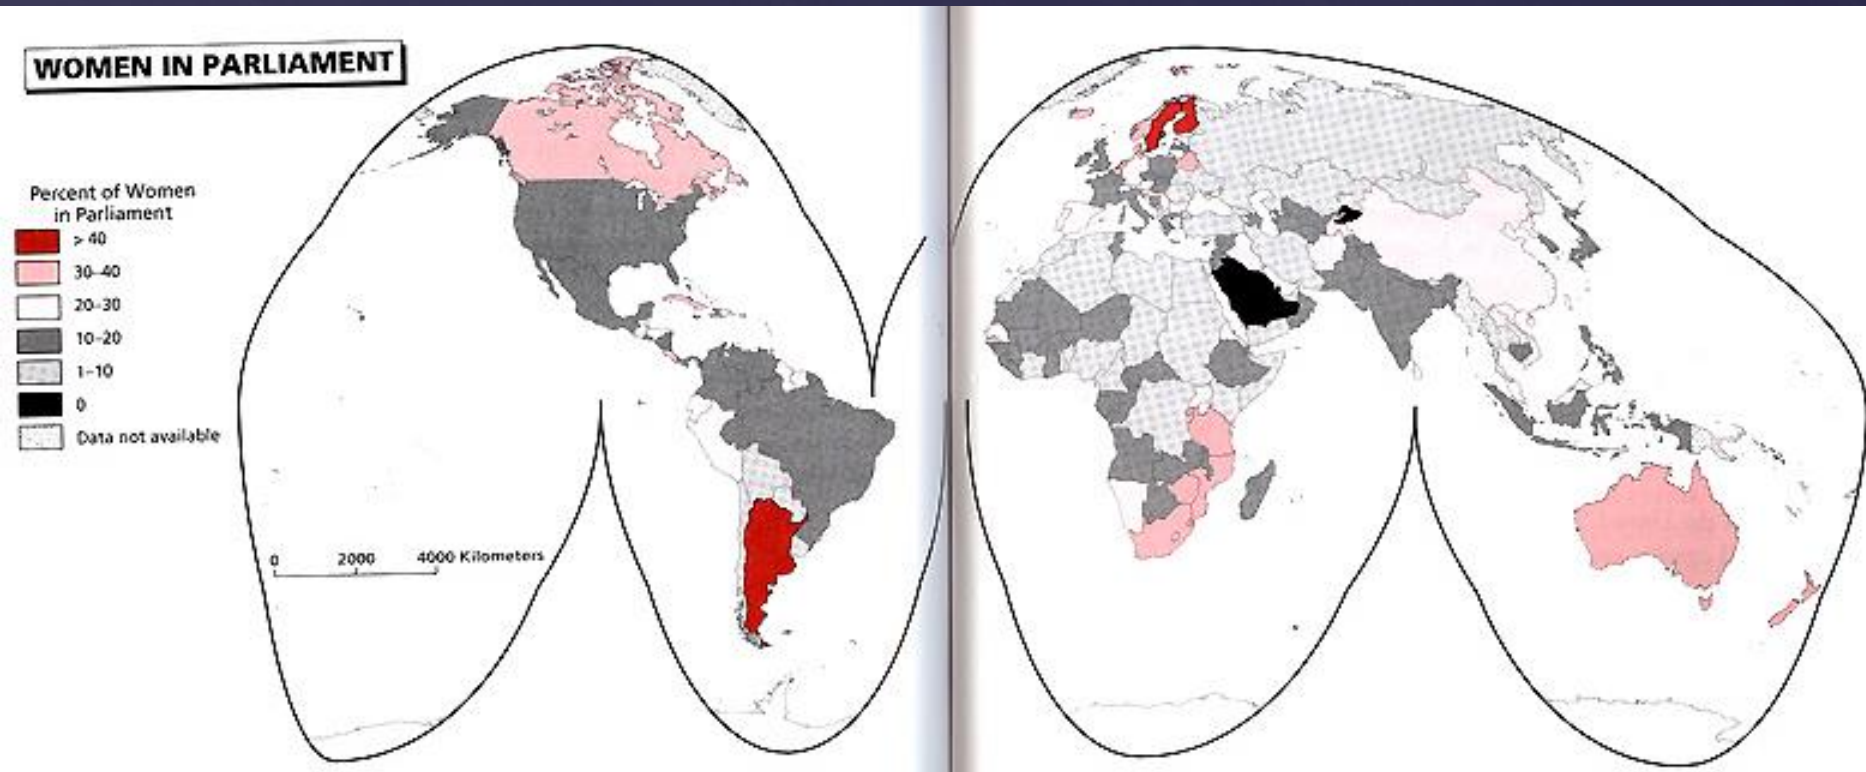 WOMEN IN PARLIAMENT
Percent of Women
in Parliament
> 40
30–40
20–30
10–20
1–10
0
Data not available
0 2000 4000 Kilometers